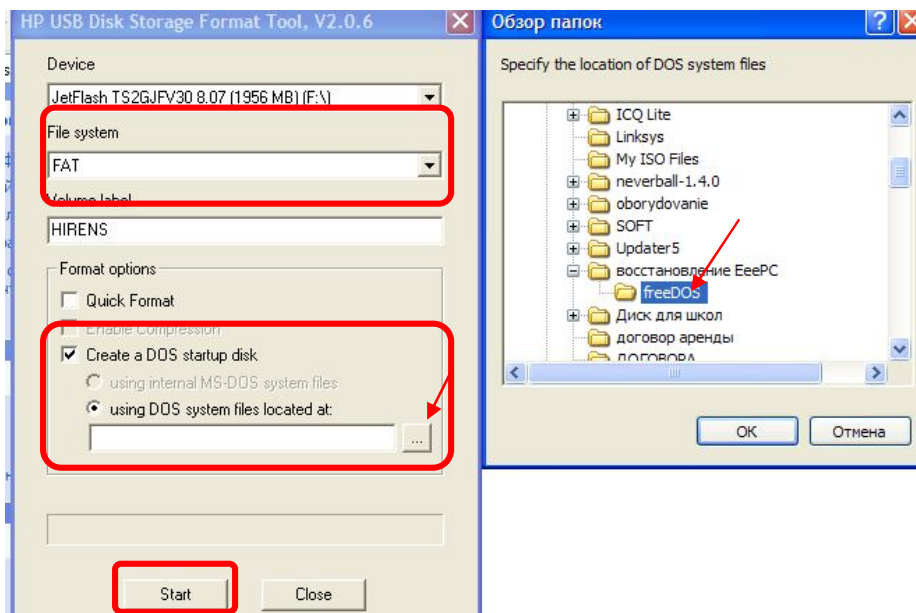 HP USB Disk Storage Format Tool, V2.0.6
Device
JetFlash TS2GJFV30 8.07 (1956 MB) (F:\)
File system
FAT
Volume label
HIRENS
Format options
Quick Format
Enable Compression
Create a DOS startup disk
using internal MS-DOS system files
using DOS system files located at:
...
Start
Close
Обзор папок
Specify the location of DOS system files
ICQ Lite
Linksys
My ISO Files
neverball-1.4.0
oborydovanie
SOFT
Updater5
восстановление EeePC
freeDOS
Диск для школ
договор аренды
ДОГОВОРА
OK
Отмена